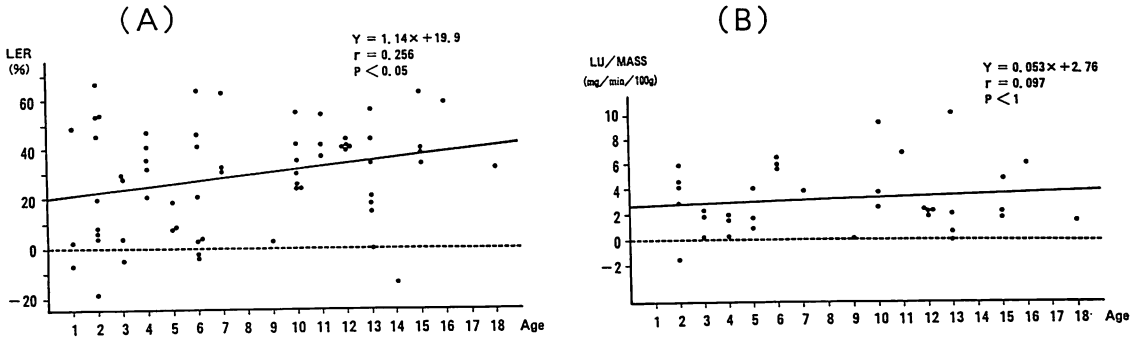 (A)
Y = 1.14x +19.9
r = 0.256
P < 0.05
LER
(%)
60
40
20
0
−20
1 2 3 4 5 6 7 8 9 10 11 12 13 14 15 16 17 18 Age
(B)
Y = 0.053x + 2.76
r = 0.097
P < 1
LU/MASS
(mg/min/100g)
10
8
6
4
2
0
−2
1 2 3 4 5 6 7 8 9 10 11 12 13 14 15 16 17 18 Age